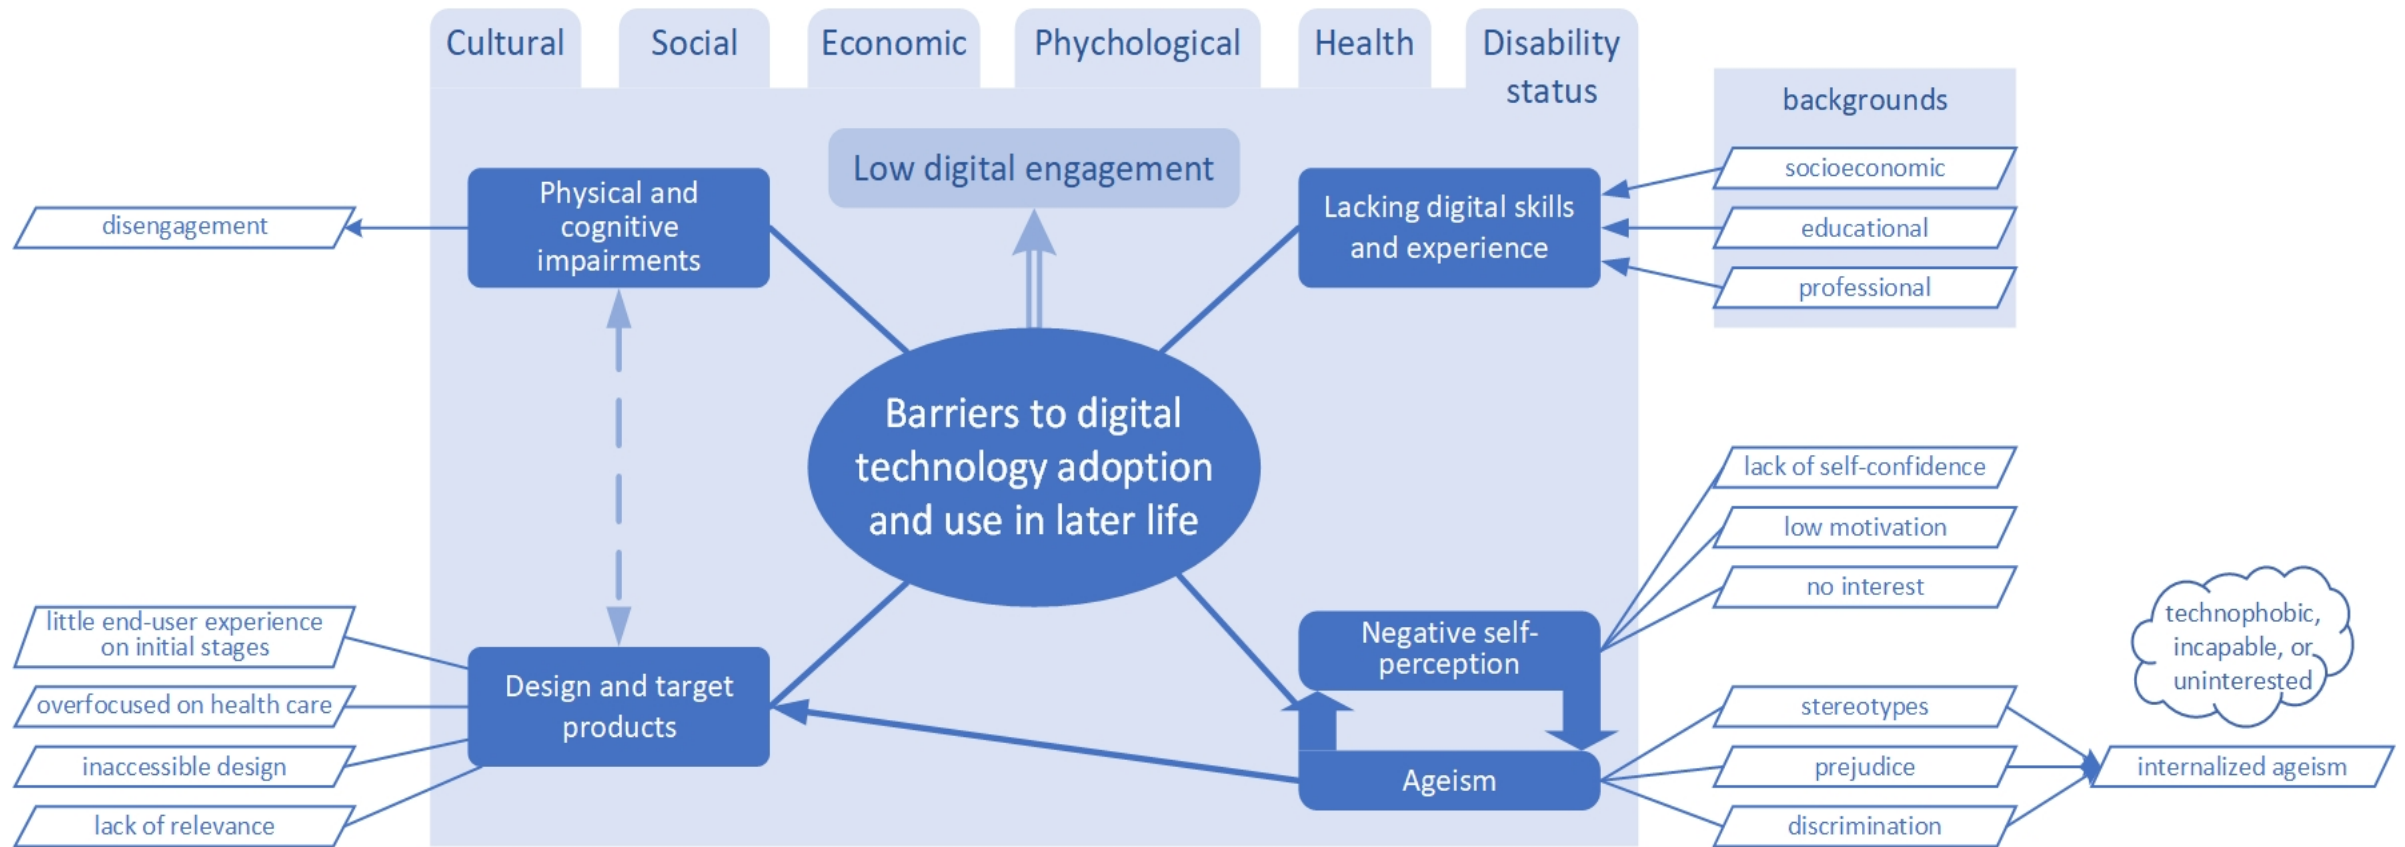 Cultural
Social
Economic
Phychological
Health
Disability
status
backgrounds
Low digital engagement
Physical and
cognitive
impairments
Lacking digital skills
and experience
socioeconomic
educational
professional
disengagement
Barriers to digital
technology adoption
and use in later life
lack of self-confidence
low motivation
no interest
little end-user experience
on initial stages
overfocused on health care
inaccessible design
lack of relevance
Design and target
products
Negative self-
perception
Ageism
technophobic,
incapable, or
uninterested
stereotypes
prejudice
discrimination
internalized ageism